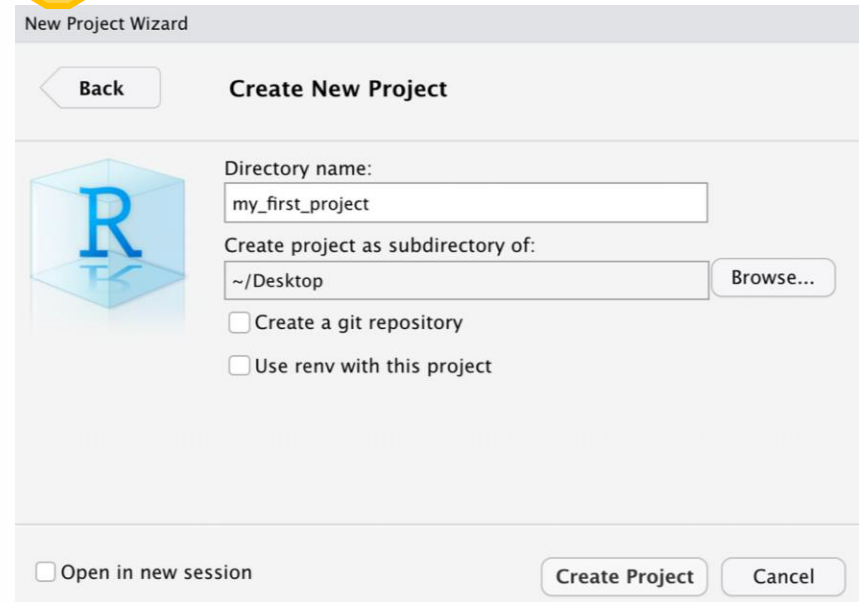 New Project Wizard
Back
Create New Project
R
Directory name:
my_first_project
Create project as subdirectory of:
~/Desktop
Browse...
Create a git repository
Use renv with this project
Open in new session
Create Project
Cancel